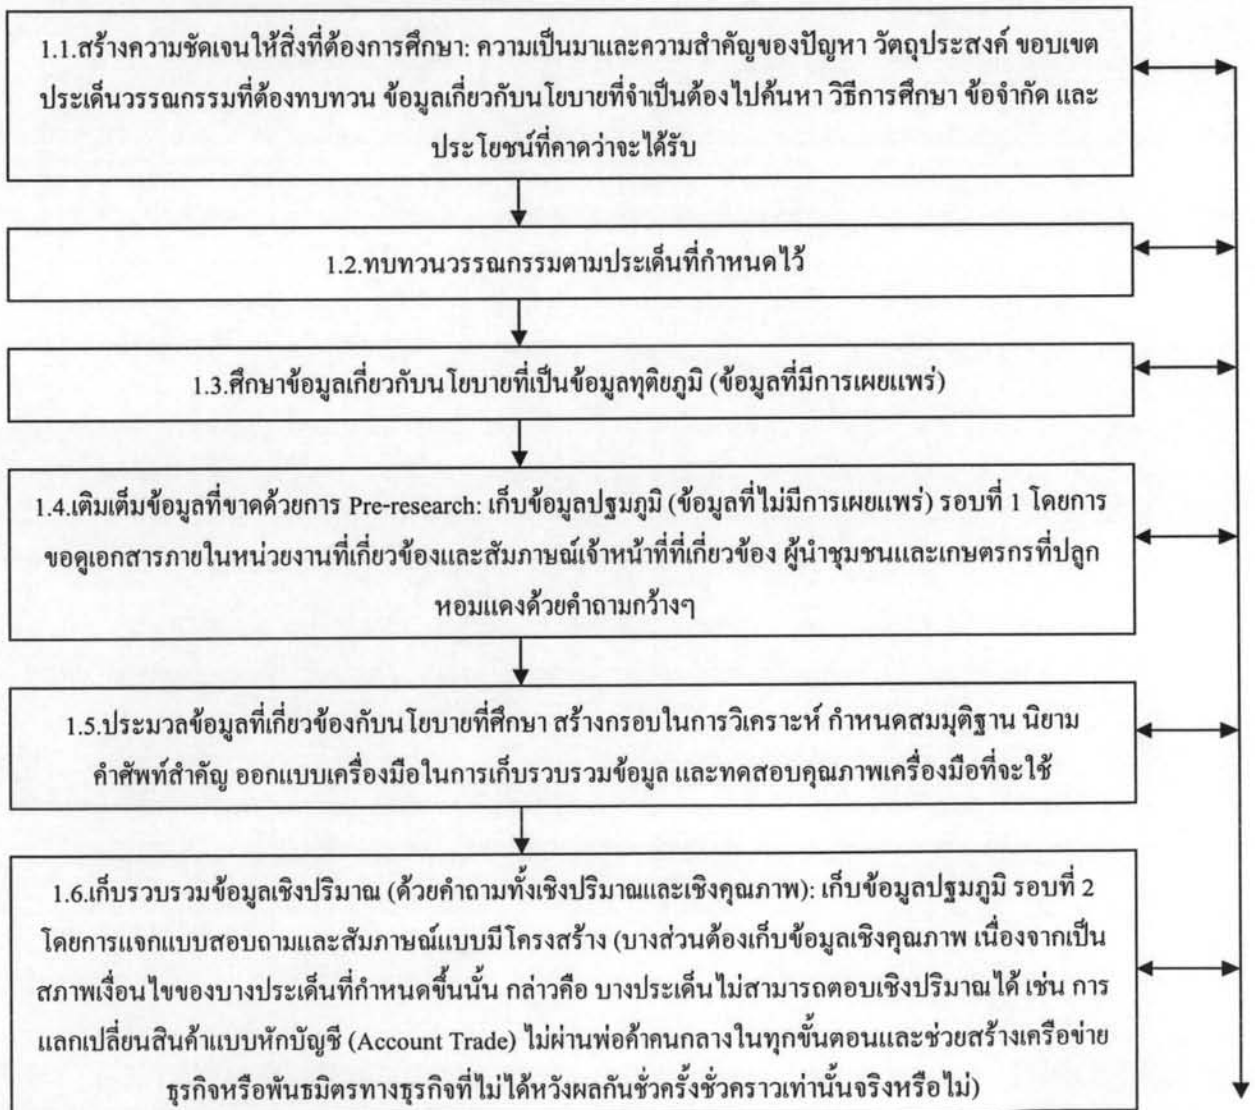 1.1.สร้างความชัดเจนให้สิ่งที่ต้องการศึกษา: ความเป็นมาและความสำคัญของปัญหา วัตถุประสงค์ ขอบเขต
ประเด็นวรรณกรรมที่ต้องทบทวน ข้อมูลเกี่ยวกับนโยบายที่จำเป็นต้องไปค้นหา วิธีการศึกษา ข้อจำกัด และ
ประโยชน์ที่คาดว่าจะได้รับ
1.2.ทบทวนวรรณกรรมตามประเด็นที่กำหนดไว้
1.3.ศึกษาข้อมูลเกี่ยวกับนโยบายที่เป็นข้อมูลทุติยภูมิ (ข้อมูลที่มีการเผยแพร่)
1.4.เติมเต็มข้อมูลที่ขาดด้วยการ Pre-research: เก็บข้อมูลปฐมภูมิ (ข้อมูลที่ไม่มีการเผยแพร่) รอบที่ 1 โดยการ
ขอดูเอกสารภายในหน่วยงานที่เกี่ยวข้องและสัมภาษณ์เจ้าหน้าที่ที่เกี่ยวข้อง ผู้นำชุมชนและเกษตรกรที่ปลูก
หอมแดงด้วยคำถามกว้างๆ
1.5.ประมวลข้อมูลที่เกี่ยวข้องกับนโยบายที่ศึกษา สร้างกรอบในการวิเคราะห์ กำหนดสมมุติฐาน นิยาม
คำศัพท์สำคัญ ออกแบบเครื่องมือในการเก็บรวบรวมข้อมูล และทดสอบคุณภาพเครื่องมือที่จะใช้
1.6.เก็บรวบรวมข้อมูลเชิงปริมาณ (ด้วยคำถามทั้งเชิงปริมาณและเชิงคุณภาพ): เก็บข้อมูลปฐมภูมิ รอบที่ 2
โดยการแจกแบบสอบถามและสัมภาษณ์แบบมีโครงสร้าง (บางส่วนต้องเก็บข้อมูลเชิงคุณภาพ เนื่องจากเป็น
สภาพเงื่อนไขของบางประเด็นที่กำหนดขึ้นนั้น กล่าวคือ บางประเด็นไม่สามารถตอบเชิงปริมาณได้ เช่น การ
แลกเปลี่ยนสินค้าแบบหักบัญชี (Account Trade) ไม่ผ่านพ่อค้าคนกลางในทุกขั้นตอนและช่วยสร้างเครือข่าย
ธุรกิจหรือพันธมิตรทางธุรกิจที่ไม่ได้หวังผลกันชั่วครั้งชั่วคราวเท่านั้นจริงหรือไม่)